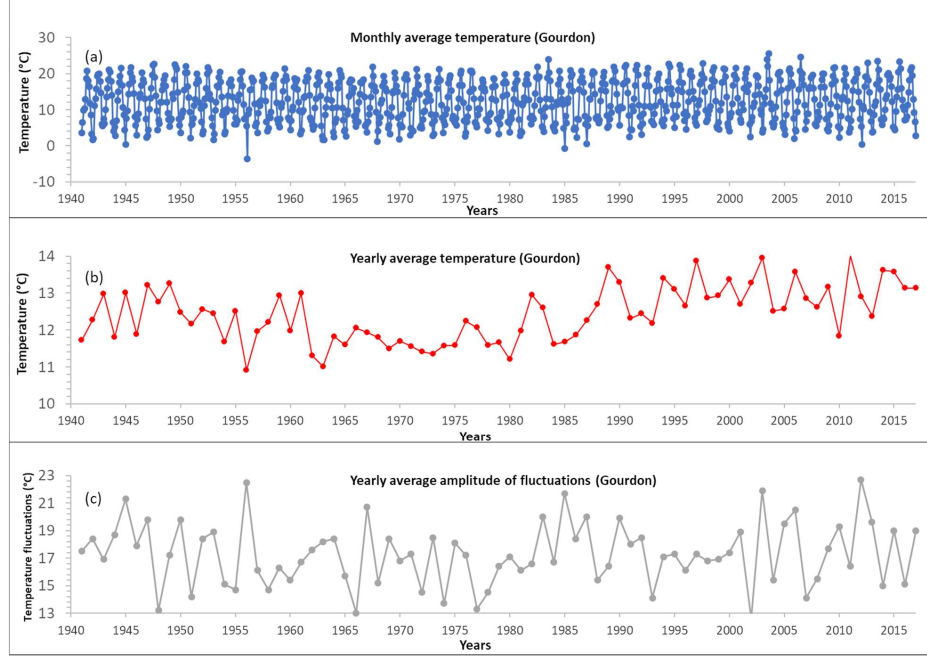 Monthly average temperature (Gourdon)
(a)
Temperature (°C)
30
20
10
0
-10
1940 1945 1950 1955 1960 1965 1970 1975 1980 1985 1990 1995 2000 2005 2010 2015
Years
Yearly average temperature (Gourdon)
(b)
Temperature (°C)
14
13
12
11
10
1940 1945 1950 1955 1960 1965 1970 1975 1980 1985 1990 1995 2000 2005 2010 2015
Years
Yearly average amplitude of fluctuations (Gourdon)
(c)
Temperature fluctuations (°C)
23
21
19
17
15
13
1940 1945 1950 1955 1960 1965 1970 1975 1980 1985 1990 1995 2000 2005 2010 2015
Years